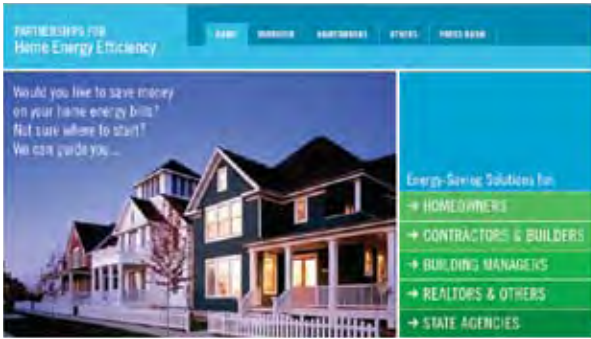 PARTNERSHIPS FOR
Home Energy Efficiency
HOME OVERVIEW OTHERS PRESS ROOM
Would you like to save money
on your home energy bills?
Not sure where to start?
We can guide you...
Energy-Saving Solutions for:
→ HOMEOWNERS
→ CONTRACTORS & BUILDERS
→ BUILDING MANAGERS
→ REALTORS & OTHERS
→ STATE AGENCIES